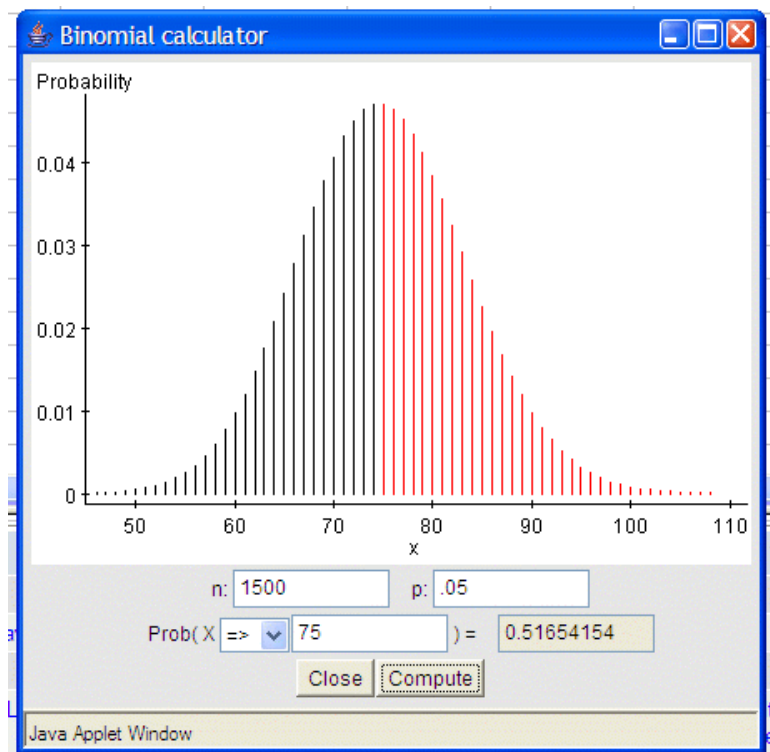 Binomial calculator
Probability
0.04
0.03
0.02
0.01
0
50 60 70 80 90 100 110
x
n: 1500 p: .05
Prob( X => 75 ) = 0.51654154
Close Compute
Java Applet Window